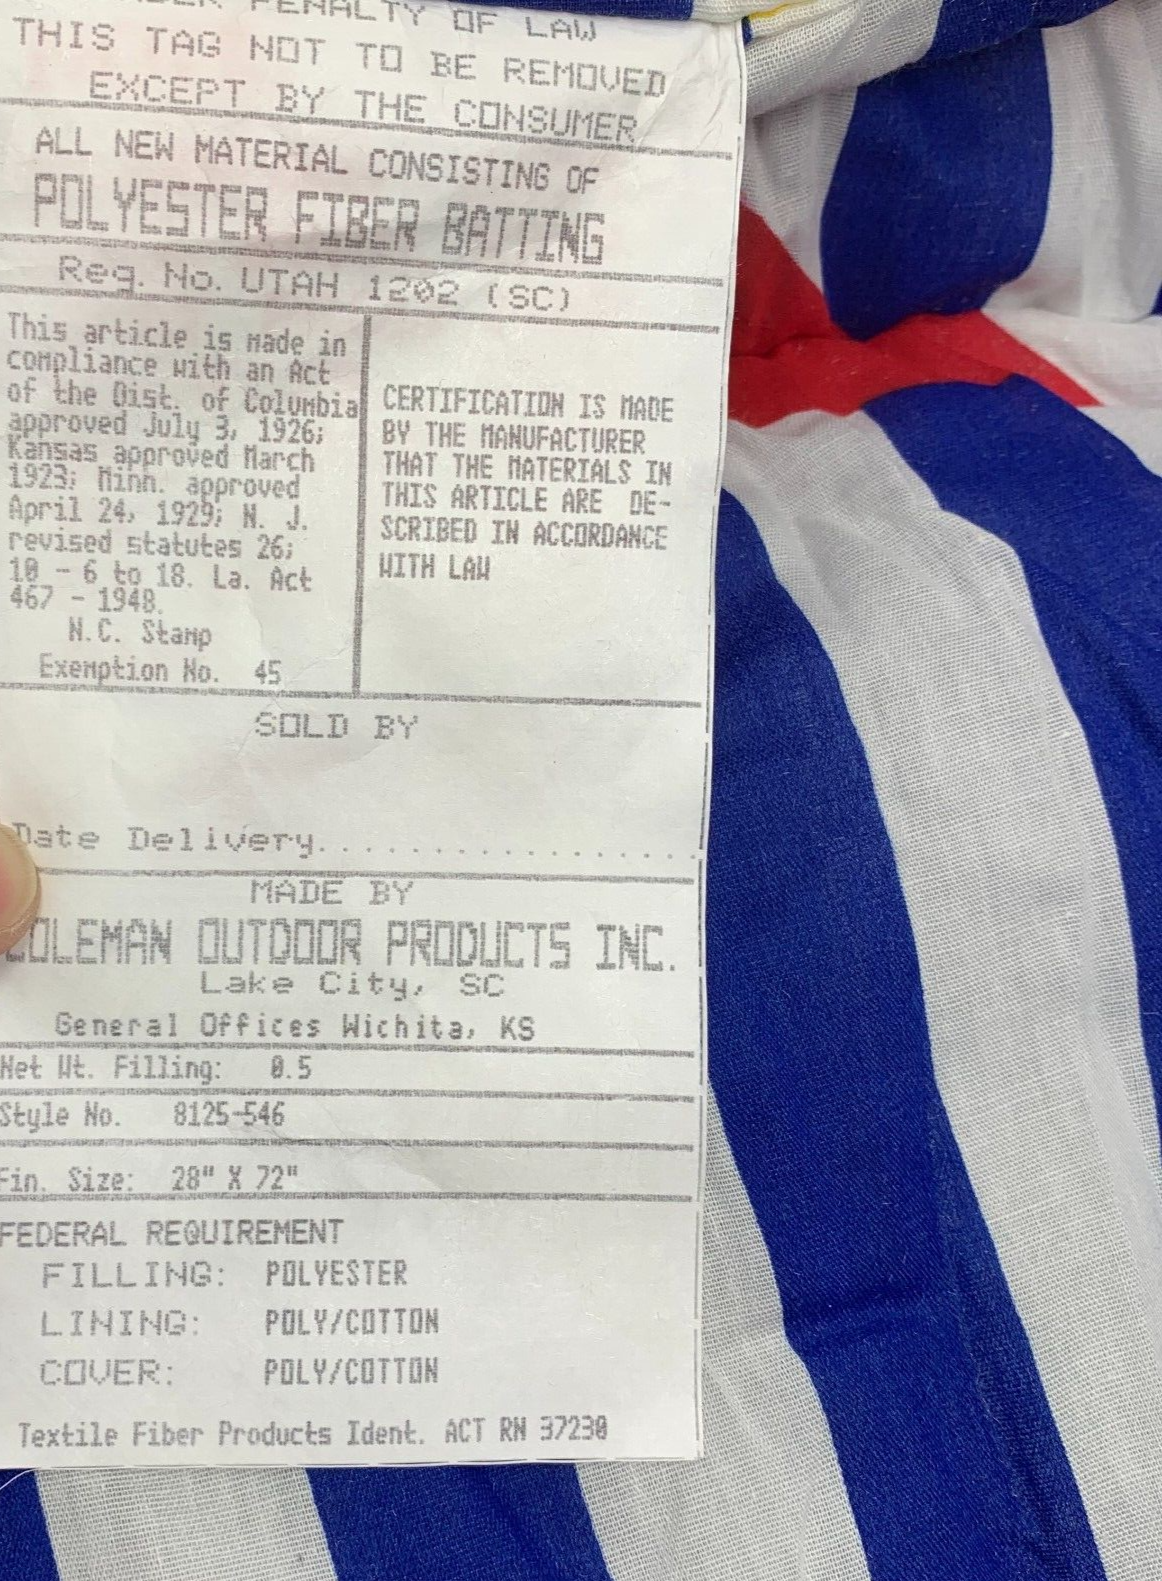 PENALTY OF LAW
THIS TAG NOT TO BE REMOVED
EXCEPT BY THE CONSUMER
ALL NEW MATERIAL CONSISTING OF
POLYESTER FIBER BATTING
Reg. No. UTAH 1202 (SC)
This article is made in
compliance with an Act
of the Dist. of Columbia
approved July 3, 1926;
Kansas approved March
1923; Minn. approved
April 24, 1929; N. J.
revised statutes 26;
10 - 6 to 18. La. Act
467 - 1948.
N.C. Stamp
Exemption No. 45
CERTIFICATION IS MADE
BY THE MANUFACTURER
THAT THE MATERIALS IN
THIS ARTICLE ARE DE-
SCRIBED IN ACCORDANCE
WITH LAW
SOLD BY
Date Delivery................
MADE BY
COLEMAN OUTDOOR PRODUCTS INC.
Lake City, SC
General Offices Wichita, KS
Net Wt. Filling: 0.5
Style No. 8125-546
Fin. Size: 28" X 72"
FEDERAL REQUIREMENT
FILLING: POLYESTER
LINING: POLY/COTTON
COVER: POLY/COTTON
Textile Fiber Products Ident. ACT RN 37230